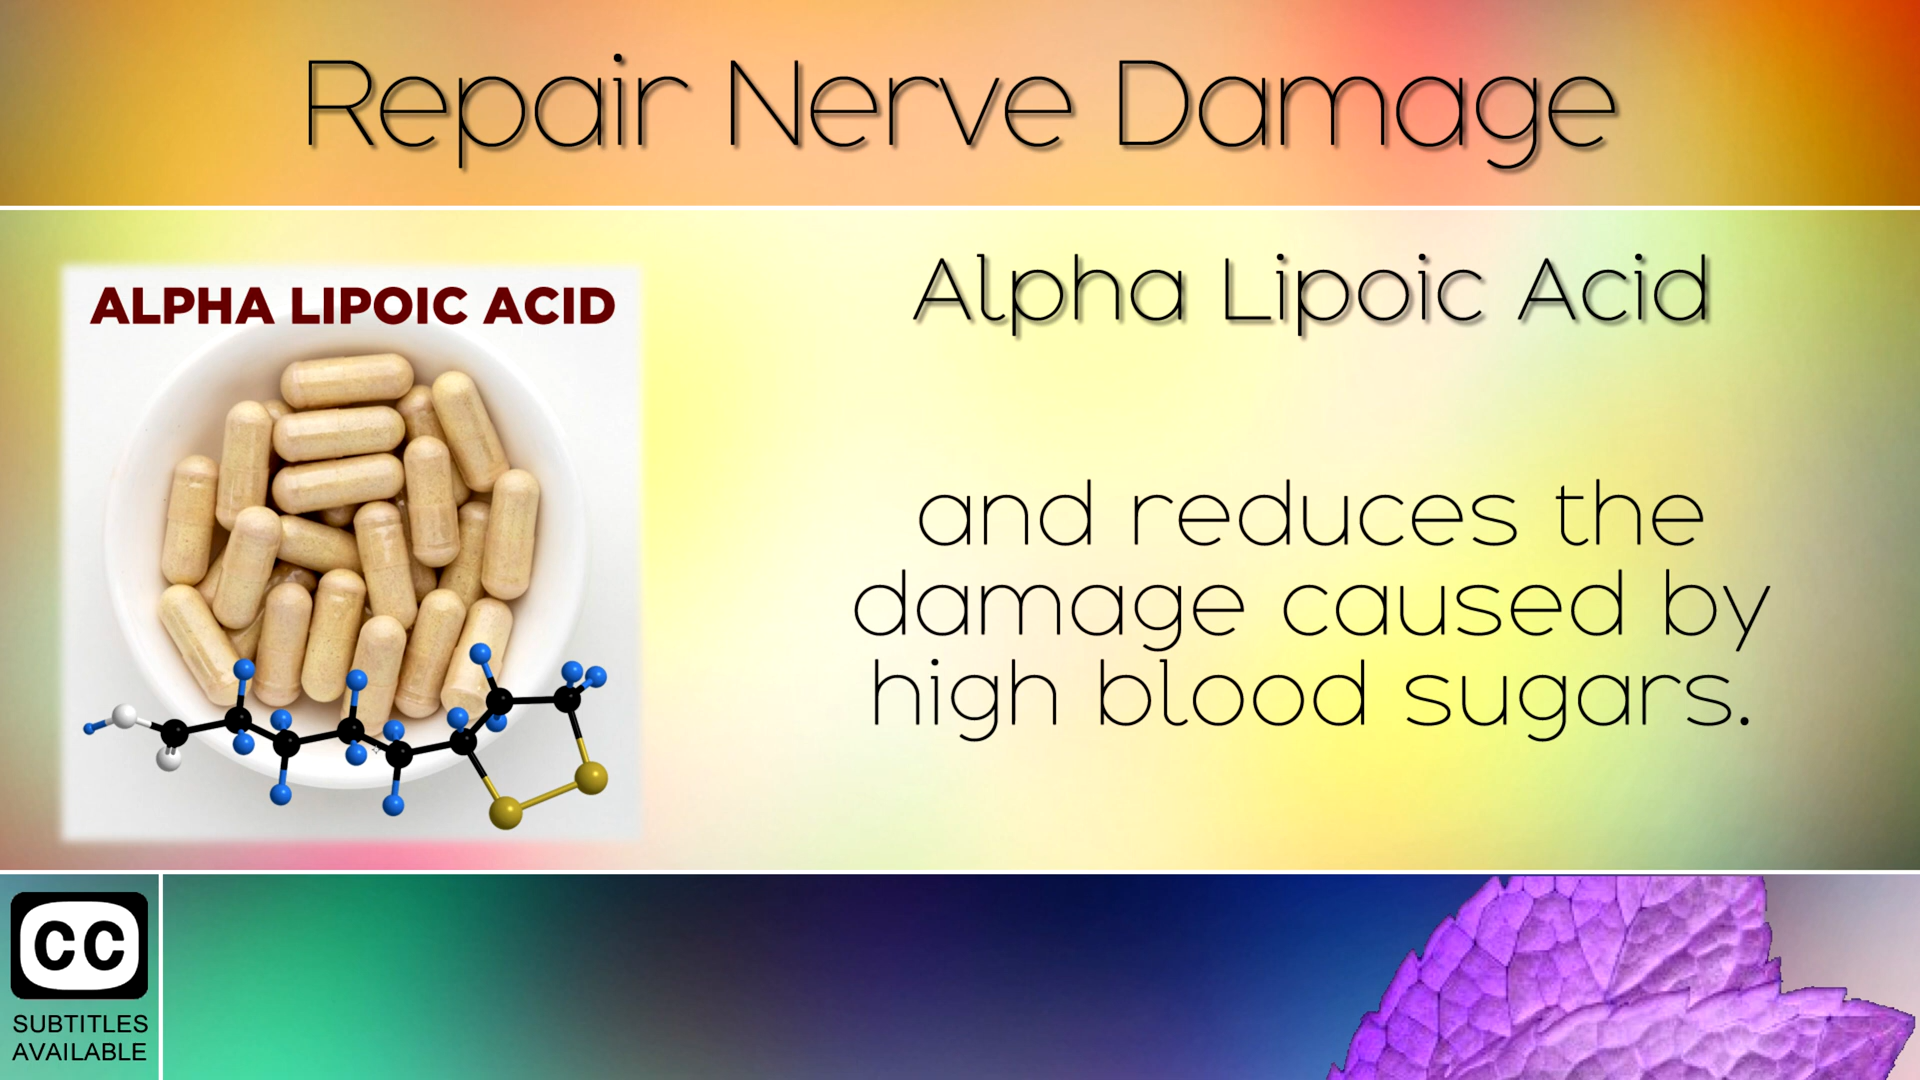 Repair Nerve Damage
ALPHA LIPOIC ACID
Alpha Lipoic Acid
and reduces the
damage caused by
high blood sugars.
CC
SUBTITLES
AVAILABLE